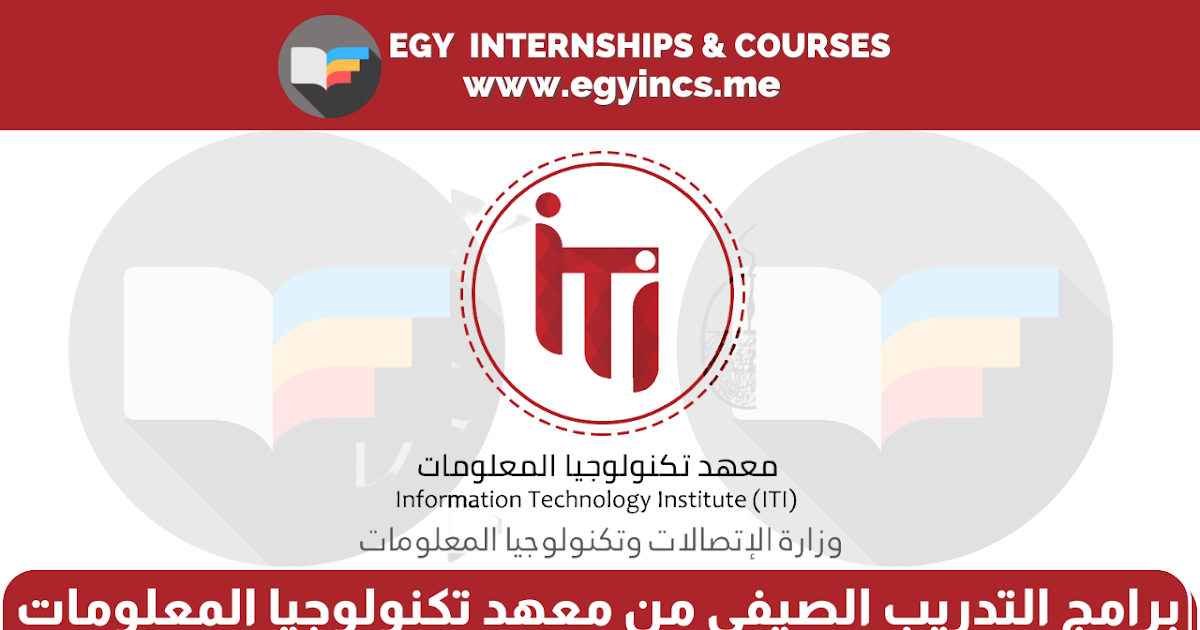 EGY INTERNSHIPS & COURSES
www.egyincs.me
iTi
معهد تكنولوجيا المعلومات
Information Technology Institute (ITI)
وزارة الإتصالات وتكنولوجيا المعلومات
برامج التدريب الصيفي من معهد تكنولوجيا المعلومات